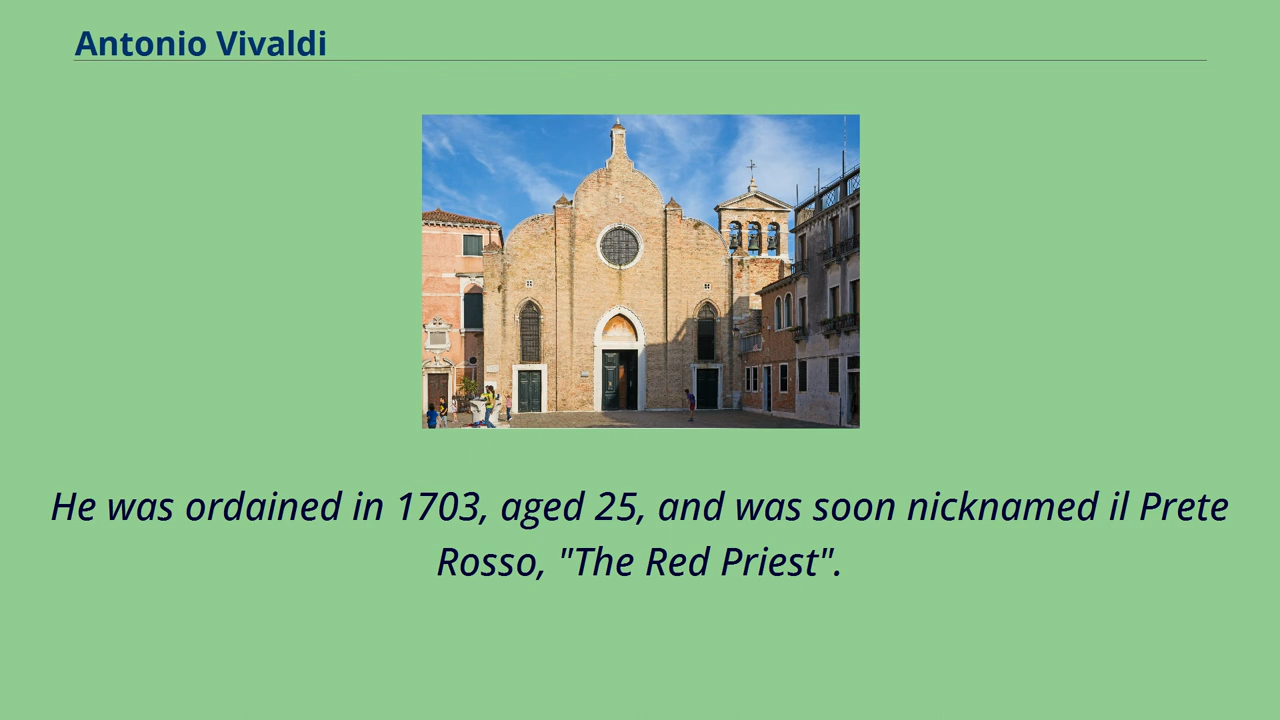 Antonio Vivaldi
He was ordained in 1703, aged 25, and was soon nicknamed il Prete
Rosso, "The Red Priest".